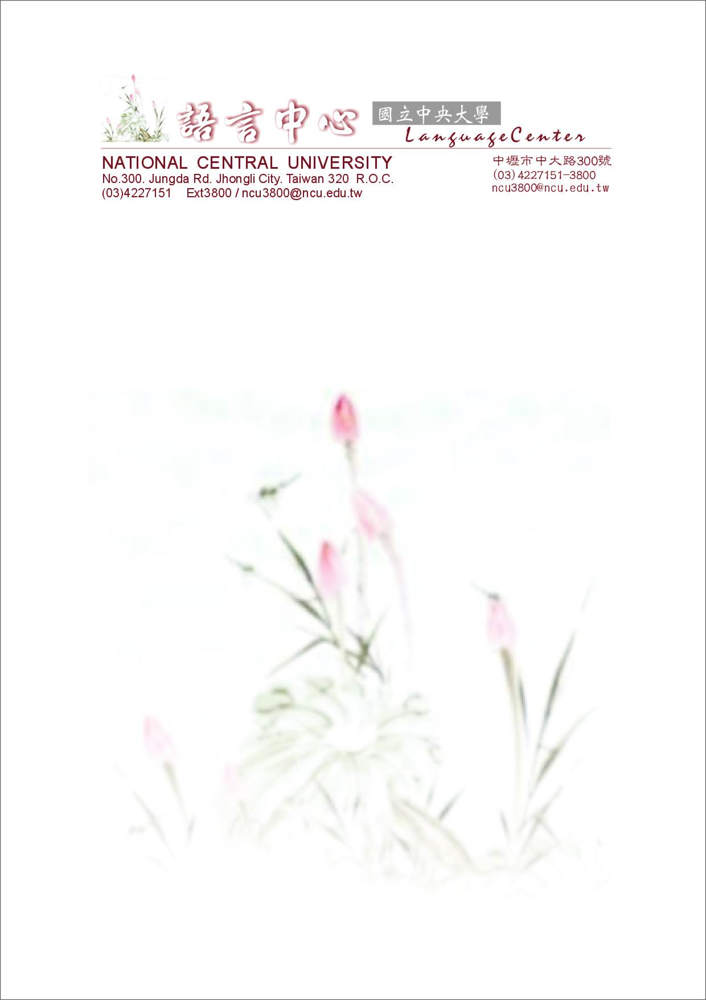 語言中心 國立中央大學
LanguageCenter
NATIONAL CENTRAL UNIVERSITY
No.300. Jungda Rd. Jhongli City. Taiwan 320 R.O.C.
(03)4227151 Ext3800 / ncu3800@ncu.edu.tw
中壢市中大路300號
(03)4227151-3800
ncu3800@ncu.edu.tw